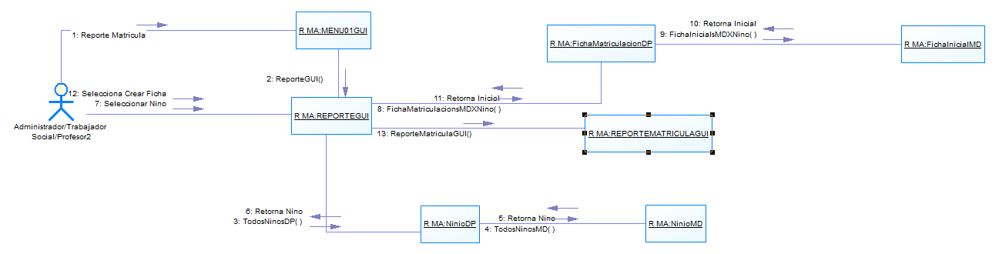 R MA:MENU01GUI
1: Reporte Matricula
10: Retorna Inicial
9: FichaInicialsMDXNino( )
R MA:FichaMatriculacionDP
R MA:FichaInicialMD
2: ReporteGUI()
12: Selecciona Crear Ficha
7: Seleccionar Nino
11: Retorna Inicial
8: FichaMatriculacionsMDXNino( )
R MA:REPORTEGUI
Administrador/Trabajador
Social/Profesor2
13: ReporteMatriculaGUI()
R MA:REPORTEMATRICULAGUI
6: Retorna Nino
3: TodosNinosDP( )
R MA:NinioDP
5: Retorna Nino
4: TodosNinosMD( )
R MA:NinioMD